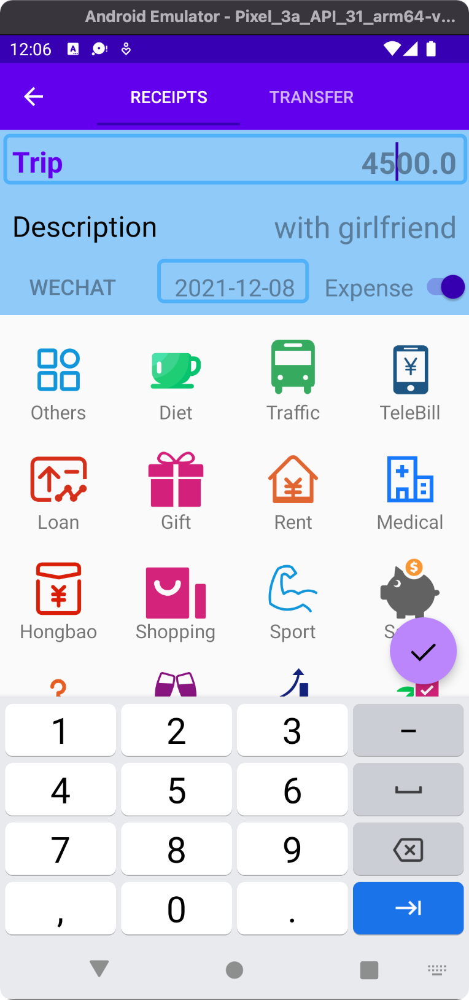 Android Emulator - Pixel_3a_API_31_arm64-v...
12:06
RECEIPTS TRANSFER
Trip 4500.0
Description with girlfriend
WECHAT 2021-12-08 Expense
Others Diet Traffic TeleBill
Loan Gift Rent Medical
Hongbao Shopping Sport
1 2 3 -
4 5 6
7 8 9
, 0 .